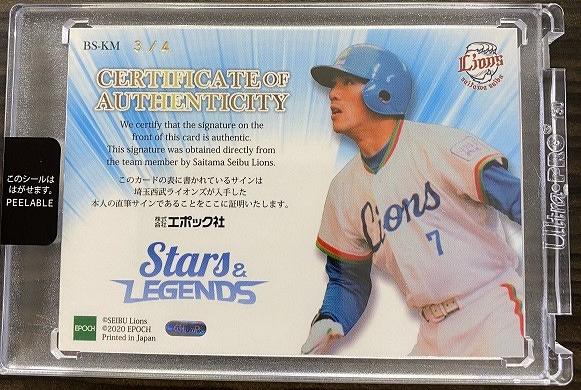 BS-KM 3/4
Lions
CERTIFICATE OF
AUTHENTICITY
We certify that the signature on the
front of this card is authentic.
This signature was obtained directly from
the team member by Saitama Seibu Lions.
このカードの表に書かれているサインは
埼玉西武ライオンズが入手した
本人の直筆サインであることをここに証明いたします。
株式会社エポック社
Stars &
LEGENDS
Lions
7
このシールは
はがせます。
PEELABLE
EPOCH
©SEIBU Lions
©2020 EPOCH
Printed in Japan
Ultra-PRO